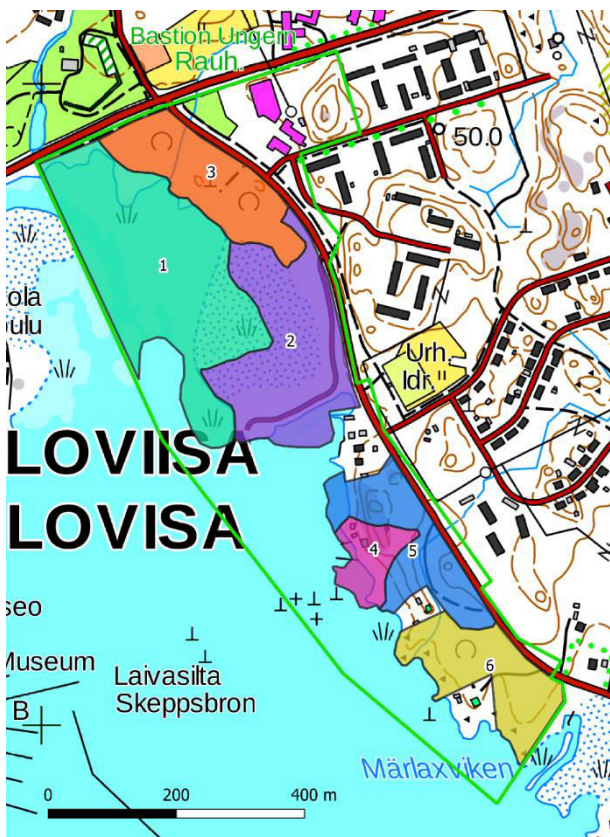 Bastion Ungern
Rauh.
50.0
3
1
2
kola
oulu
Urh.
Idr."
LOVIISA
LOVISA
4
5
6
seo
Museum
Laivasilta
Skeppsbron
B
Märlaxviken
0 200 400 m